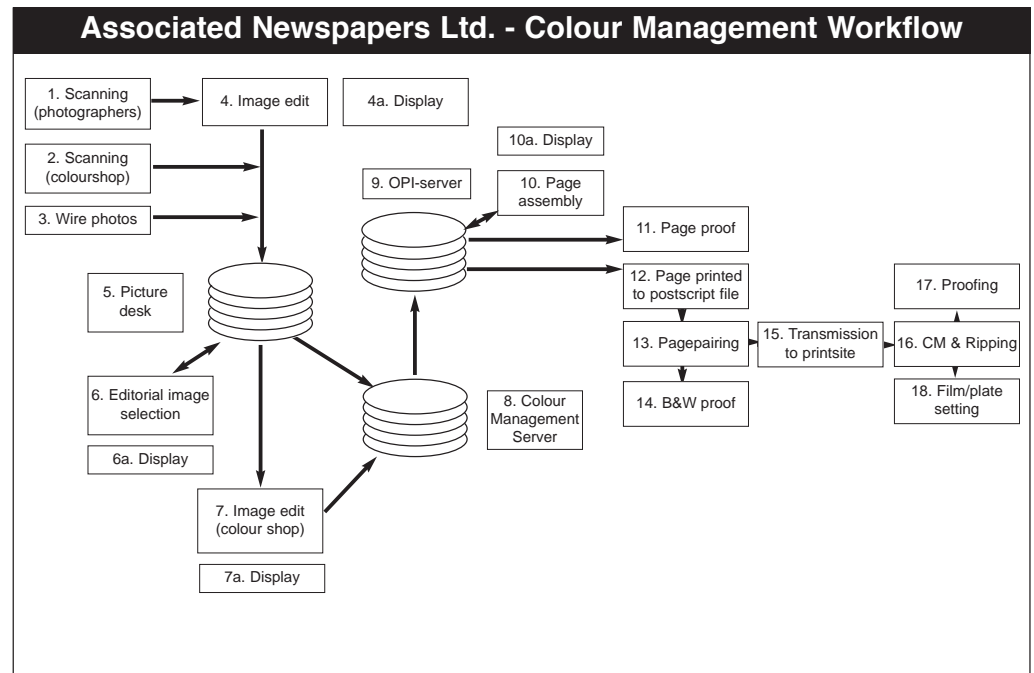 Associated Newspapers Ltd. - Colour Management Workflow
1. Scanning
(photographers)
4. Image edit
4a. Display
2. Scanning
(colourshop)
3. Wire photos
5. Picture
desk
6. Editorial image
selection
6a. Display
7. Image edit
(colour shop)
7a. Display
8. Colour
Management
Server
9. OPI-server
10a. Display
10. Page
assembly
11. Page proof
12. Page printed
to postscript file
13. Pagepairing
14. B&W proof
15. Transmission
to printsite
17. Proofing
16. CM & Ripping
18. Film/plate
setting